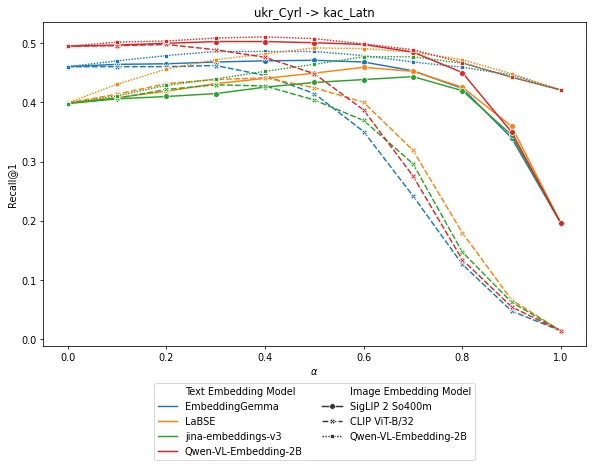 ukr_Cyrl -> kac_Latn
Recall@1
0.5
0.4
0.3
0.2
0.1
0.0
0.0 0.2 0.4 0.6 0.8 1.0
α
Text Embedding Model
EmbeddingGemma
LaBSE
jina-embeddings-v3
Qwen-VL-Embedding-2B
Image Embedding Model
SigLIP 2 So400m
CLIP ViT-B/32
Qwen-VL-Embedding-2B